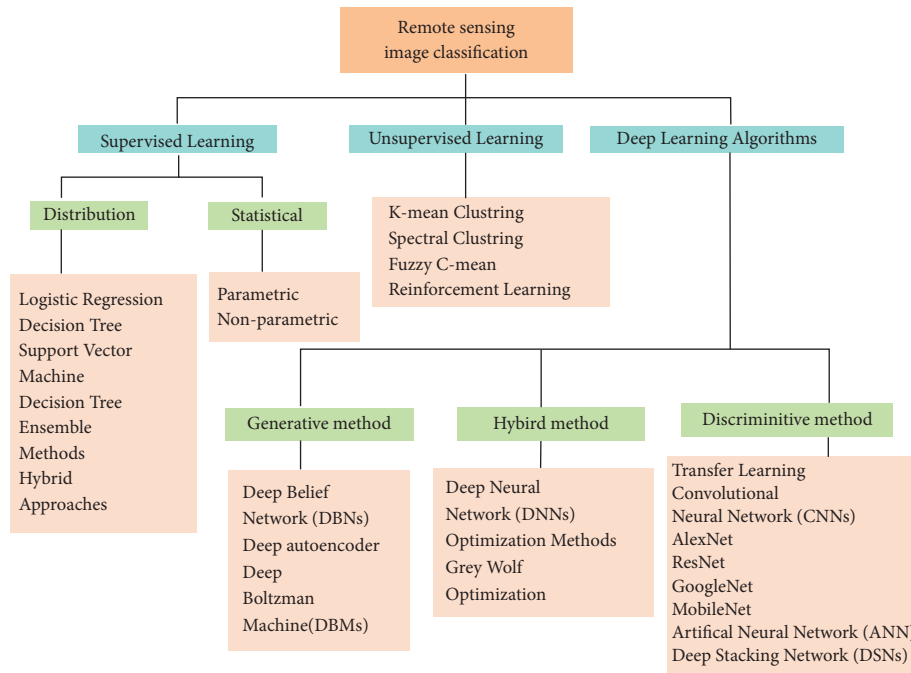 Remote sensing
image classification
Supervised Learning
Unsupervised Learning
Deep Learning Algorithms
Distribution
Statistical
K-mean Clustring
Spectral Clustring
Fuzzy C-mean
Reinforcement Learning
Logistic Regression
Decision Tree
Support Vector
Machine
Decision Tree
Ensemble
Methods
Hybrid
Approaches
Parametric
Non-parametric
Generative method
Hybird method
Discriminitive method
Deep Belief
Network (DBNs)
Deep autoencoder
Deep
Boltzman
Machine(DBMs)
Deep Neural
Network (DNNs)
Optimization Methods
Grey Wolf
Optimization
Transfer Learning
Convolutional
Neural Network (CNNs)
AlexNet
ResNet
GoogleNet
MobileNet
Artifical Neural Network (ANN)
Deep Stacking Network (DSNs)